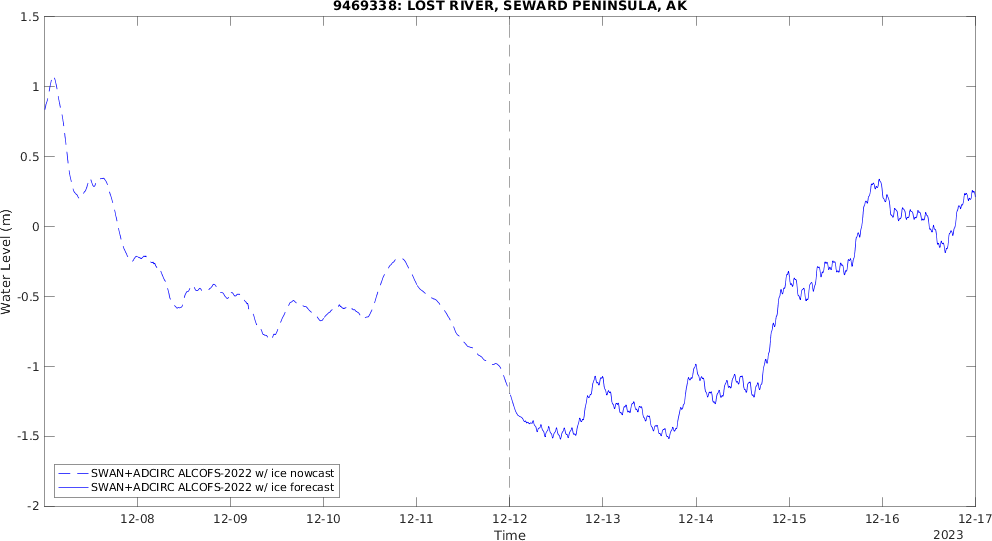 9469338: LOST RIVER, SEWARD PENINSULA, AK
1.5
1
0.5
0
-0.5
-1
-1.5
-2
Water Level (m)
SWAN+ADCIRC ALCOFS-2022 w/ ice nowcast
SWAN+ADCIRC ALCOFS-2022 w/ ice forecast
12-08 12-09 12-10 12-11 12-12 12-13 12-14 12-15 12-16 12-17
Time
2023